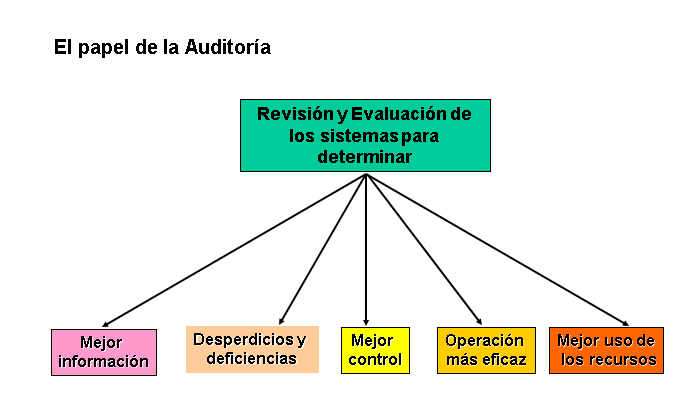 El papel de la Auditoría
Revisión y Evaluación de
los sistemas para
determinar
Mejor
información
Desperdicios y
deficiencias
Mejor
control
Operación
más eficaz
Mejor uso de
los recursos